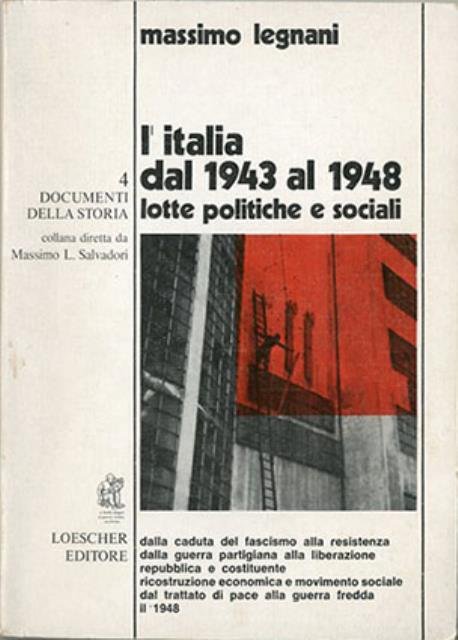 massimo legnani
l'italia
dal 1943 al 1948
lotte politiche e sociali
4
DOCUMENTI
DELLA STORIA
collana diretta da
Massimo L. Salvadori
LOESCHER
EDITORE
dalla caduta del fascismo alla resistenza
dalla guerra partigiana alla liberazione
repubblica e costituente
ricostruzione economica e movimento sociale
dal trattato di pace alla guerra fredda
il 1948